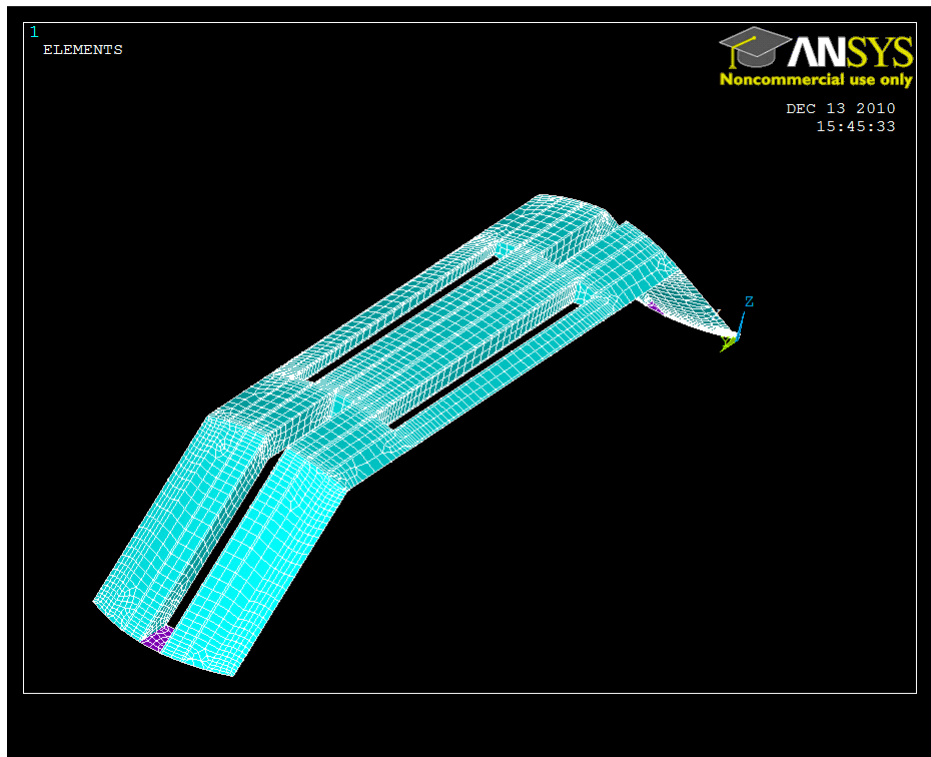 1
ELEMENTS
ANSYS
Noncommercial use only
DEC 13 2010
15:45:33
Z